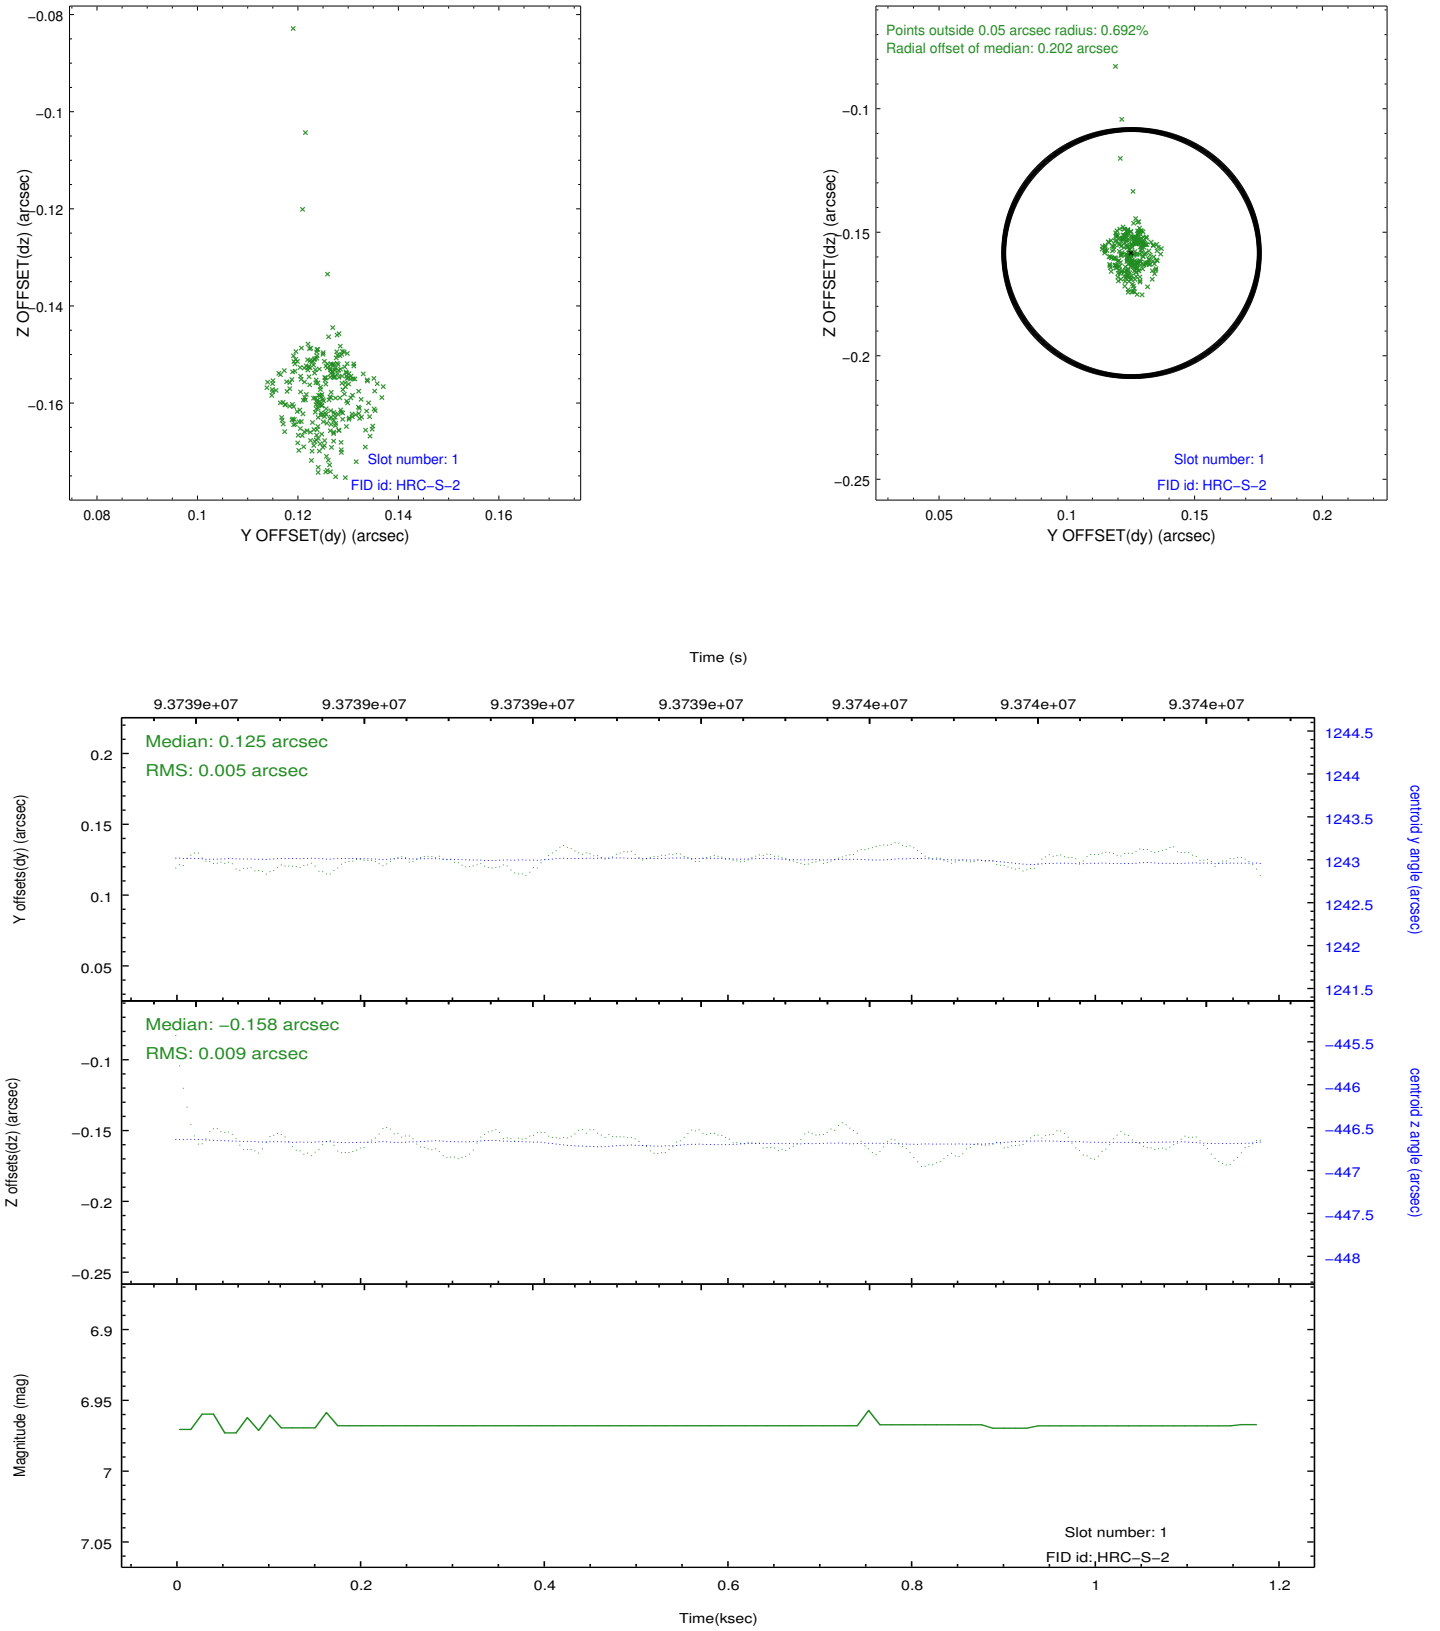 −0.08
−0.1
−0.12
−0.14
−0.16
Z OFFSET(dz) (arcsec)
Slot number: 1
FID id: HRC−S−2
0.08 0.1 0.12 0.14 0.16
Y OFFSET(dy) (arcsec)
Points outside 0.05 arcsec radius: 0.692%
Radial offset of median: 0.202 arcsec
−0.1
−0.15
−0.2
−0.25
Z OFFSET(dz) (arcsec)
Slot number: 1
FID id: HRC−S−2
0.05 0.1 0.15 0.2
Y OFFSET(dy) (arcsec)
Time (s)
9.3739e+07 9.3739e+07 9.3739e+07 9.3739e+07 9.374e+07 9.374e+07 9.374e+07
Median: 0.125 arcsec
RMS: 0.005 arcsec
0.2
0.15
0.1
0.05
Y offsets(dy) (arcsec)
1244.5
1244
1243.5
1243
1242.5
1242
1241.5
centroid y angle (arcsec)
Median: −0.158 arcsec
RMS: 0.009 arcsec
−0.1
−0.15
−0.2
−0.25
Z offsets(dz) (arcsec)
−445.5
−446
−446.5
−447
−447.5
−448
centroid z angle (arcsec)
6.9
6.95
7
7.05
Magnitude (mag)
Slot number: 1
FID id: HRC−S−2
0 0.2 0.4 0.6 0.8 1 1.2
Time(ksec)